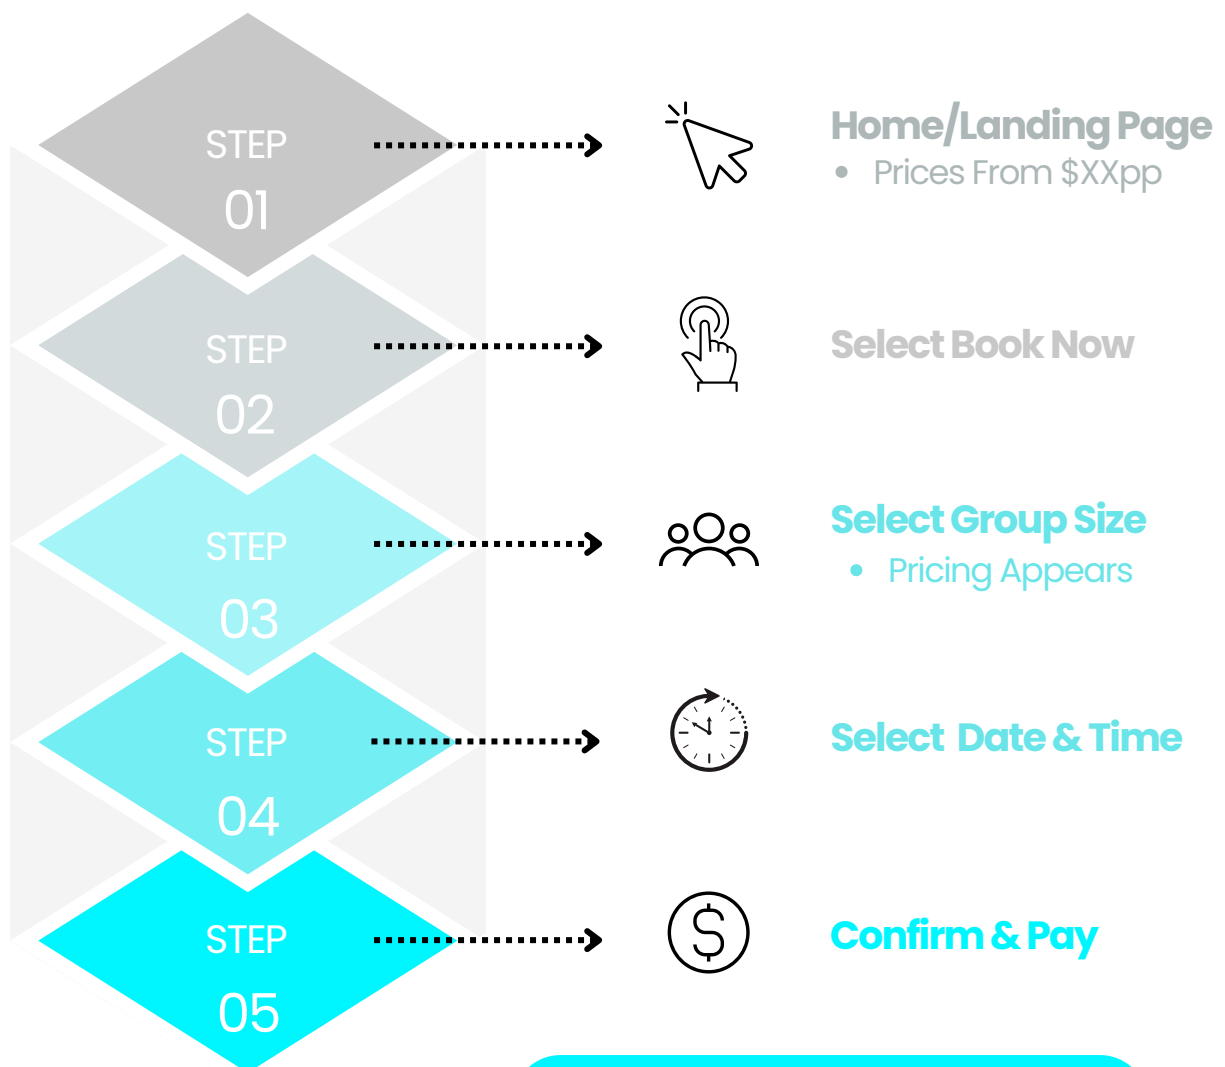 STEP
01
Home/Landing Page
• Prices From $XXpp
STEP
02
Select Book Now
STEP
03
Select Group Size
• Pricing Appears
STEP
04
Select Date & Time
STEP
05
Confirm & Pay